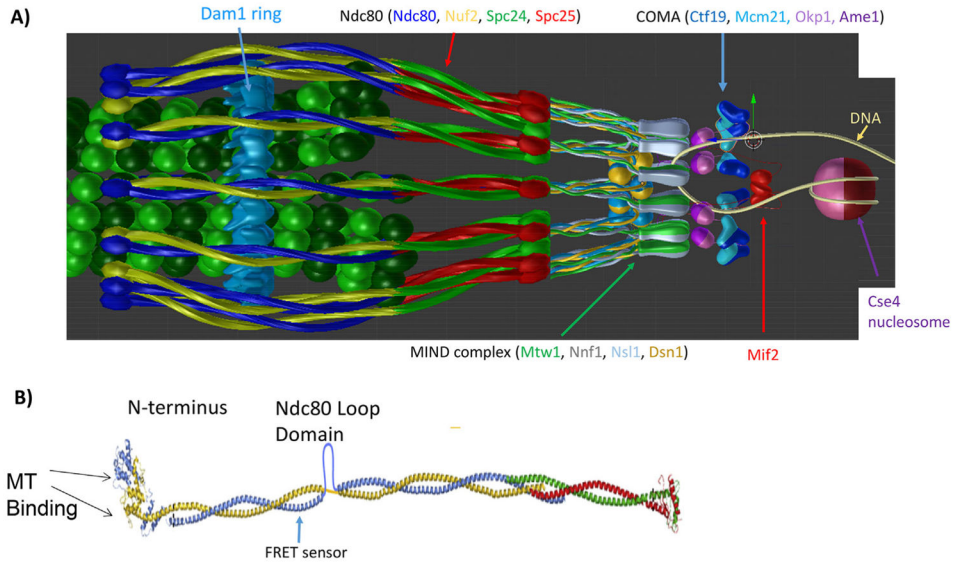 A)
Dam1 ring
Ndc80 (Ndc80, Nuf2, Spc24, Spc25)
COMA (Ctf19, Mcm21, Okp1, Ame1)
DNA
Cse4
nucleosome
MIND complex (Mtw1, Nnf1, Nsl1, Dsn1)
Mif2
B)
N-terminus
Ndc80 Loop
Domain
MT
Binding
FRET sensor